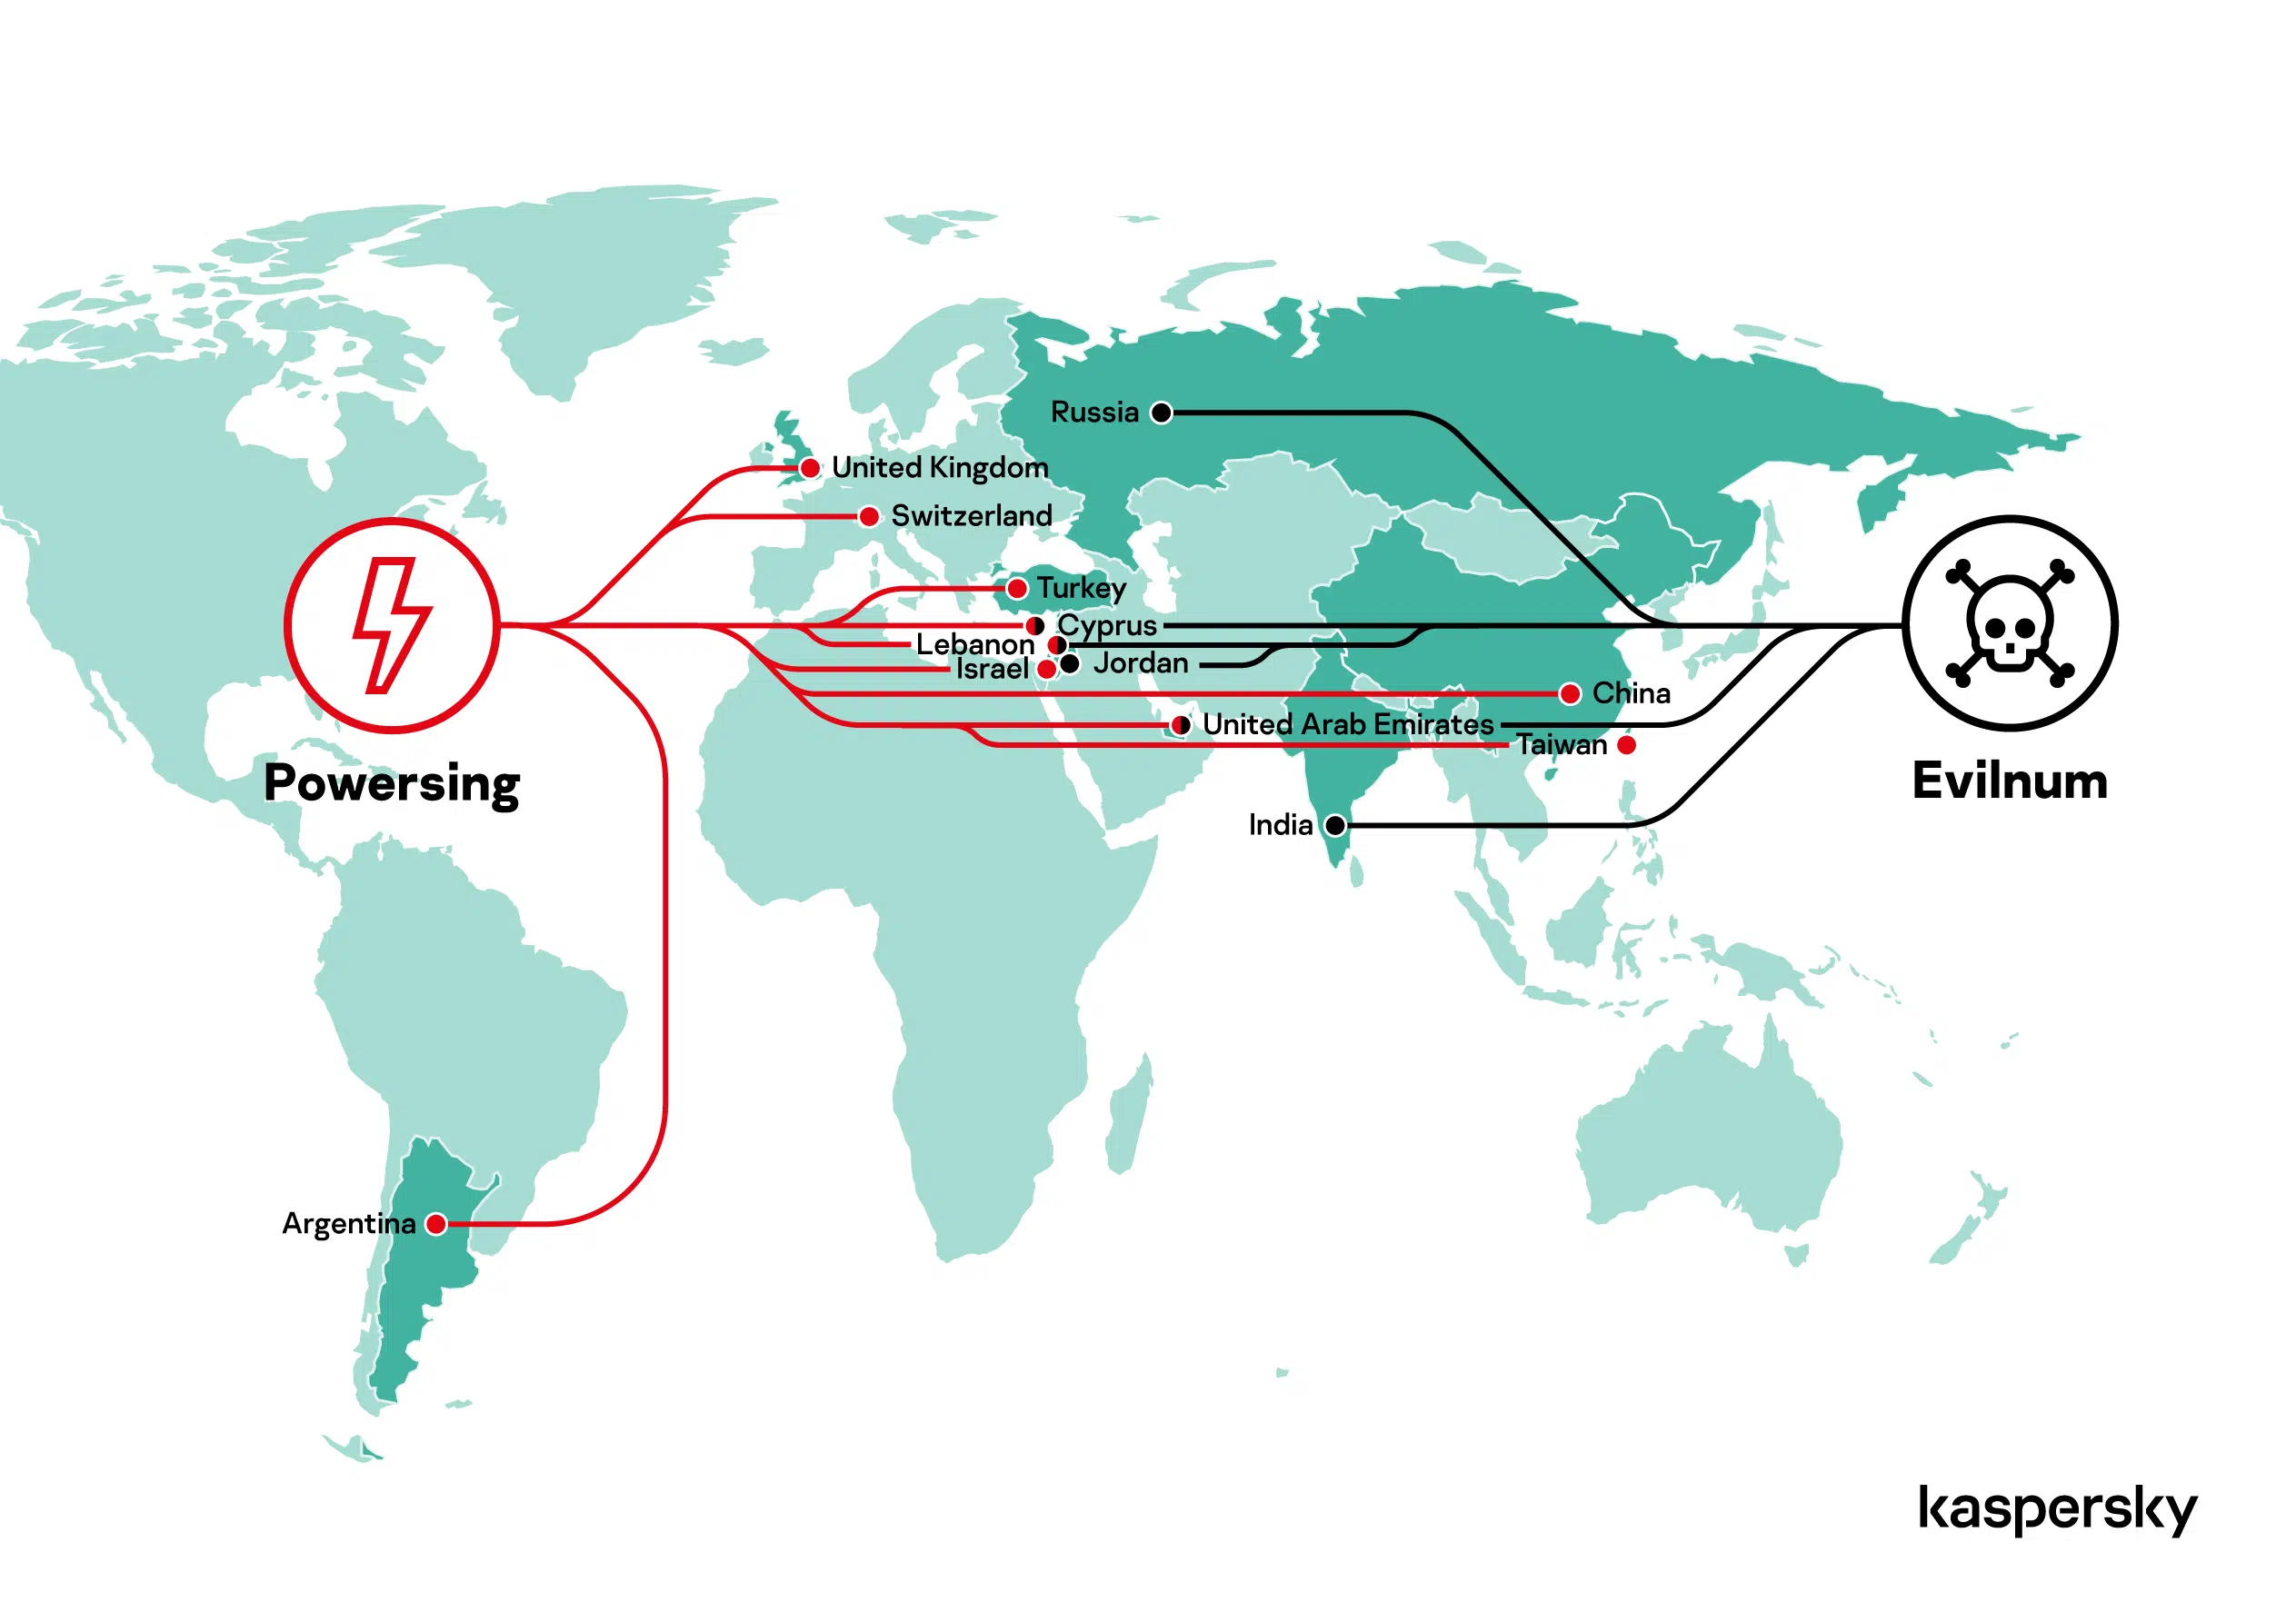 Russia
United Kingdom
Switzerland
Turkey
Cyprus
Lebanon
Jordan
Israel
China
United Arab Emirates
Taiwan
Powersing
Evilnum
India
Argentina
kaspersky